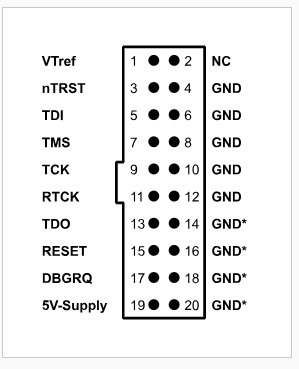 VTref 1 2 NC
nTRST 3 4 GND
TDI 5 6 GND
TMS 7 8 GND
TCK 9 10 GND
RTCK 11 12 GND
TDO 13 14 GND*
RESET 15 16 GND*
DBGRQ 17 18 GND*
5V-Supply 19 20 GND*